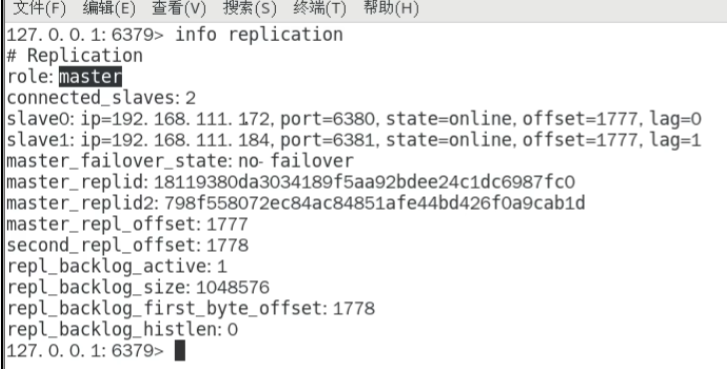 文件(F) 编辑(E) 查看(V) 搜索(S) 终端(T) 帮助(H)
127.0.0.1:6379> info replication
# Replication
role:master
connected_slaves:2
slave0:ip=192.168.111.172,port=6380,state=online,offset=1777,lag=0
slave1:ip=192.168.111.184,port=6381,state=online,offset=1777,lag=1
master_failover_state:no-failover
master_replid:18119380da3034189f5aa92bdee24c1dc6987fc0
master_replid2:798f558072ec84ac84851afe44bd426f0a9cab1d
master_repl_offset:1777
second_repl_offset:1778
repl_backlog_active:1
repl_backlog_size:1048576
repl_backlog_first_byte_offset:1778
repl_backlog_histlen:0
127.0.0.1:6379>